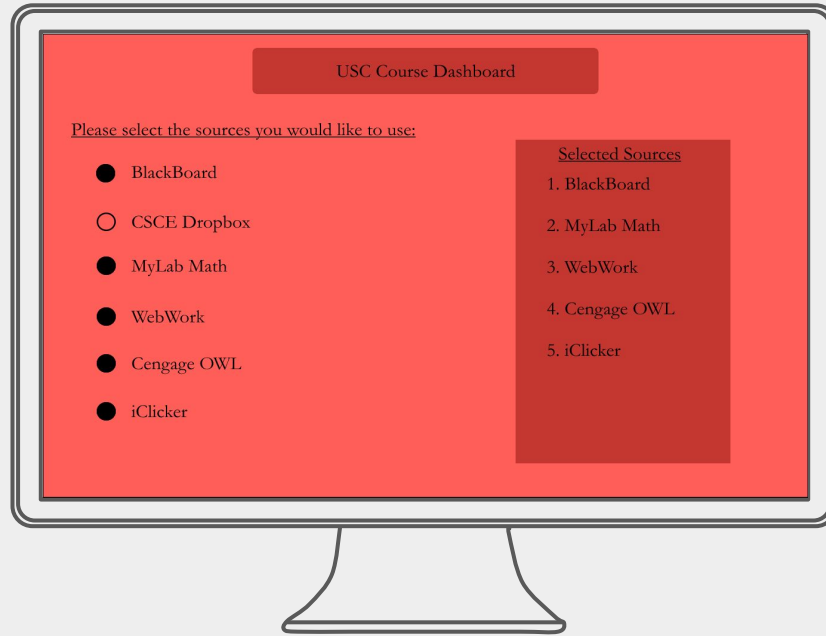 USC Course Dashboard
Please select the sources you would like to use:
BlackBoard
CSCE Dropbox
MyLab Math
WebWork
Cengage OWL
iClicker
Selected Sources
1. BlackBoard
2. MyLab Math
3. WebWork
4. Cengage OWL
5. iClicker